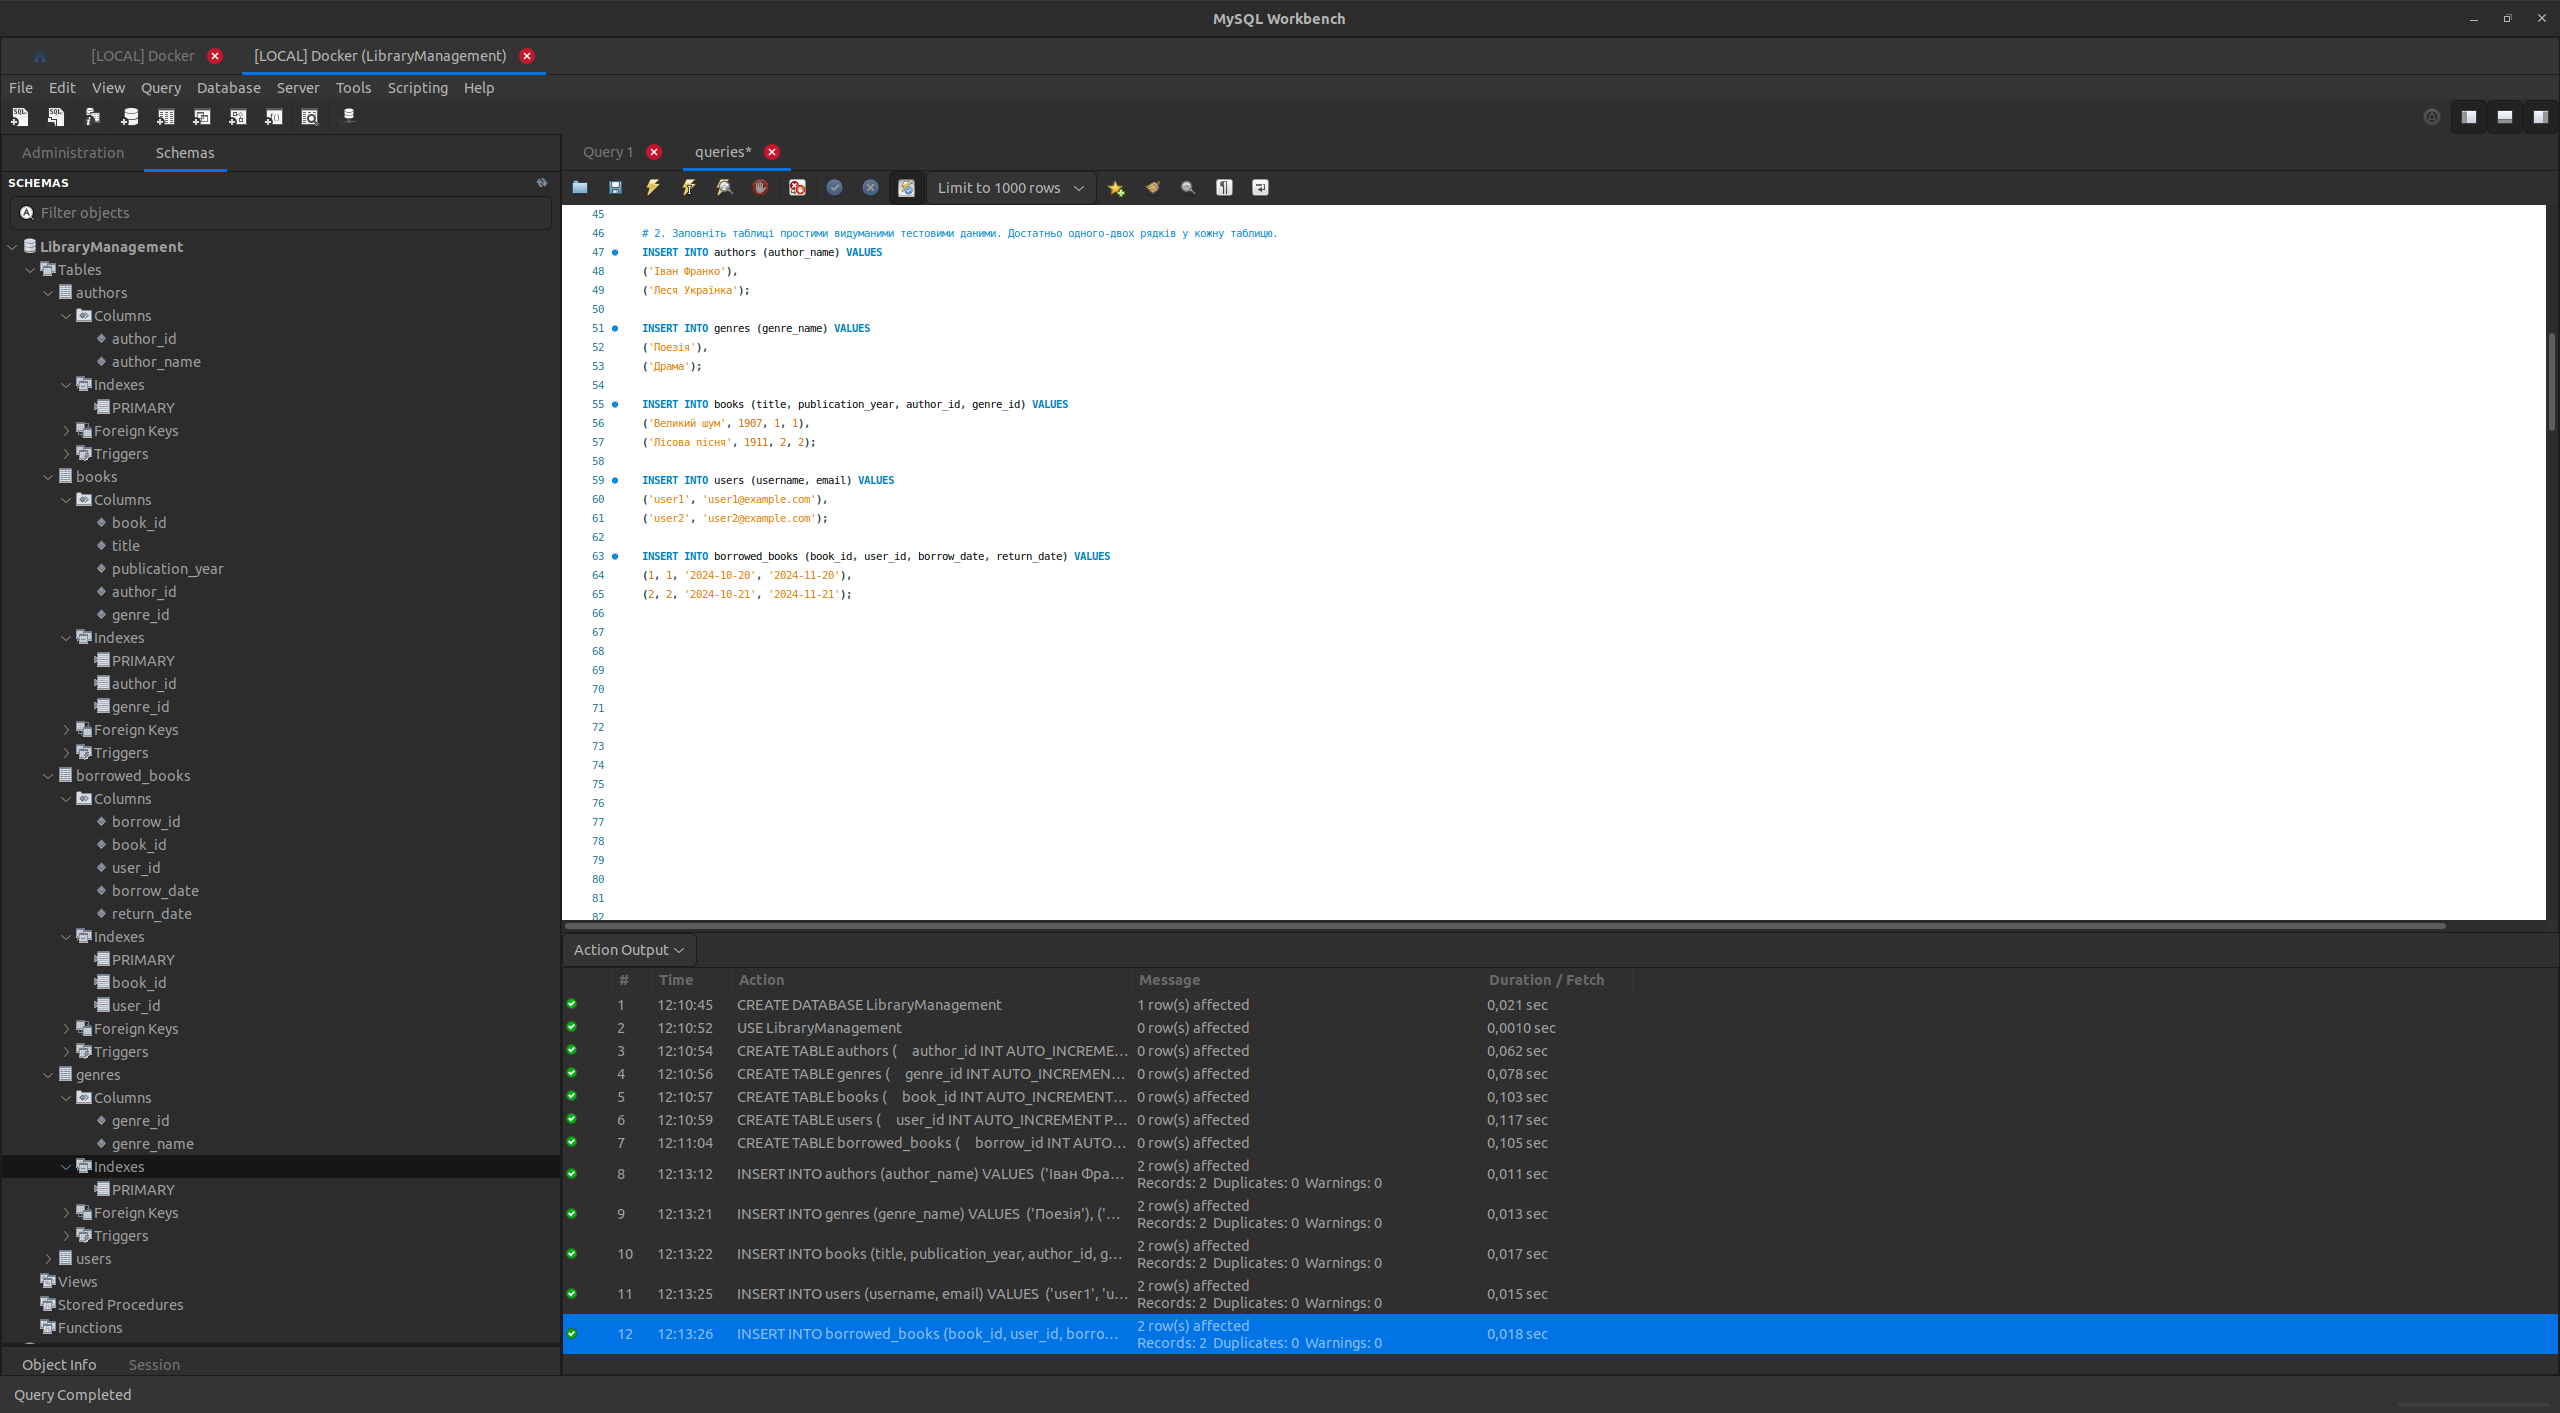 MySQL Workbench
[LOCAL] Docker
[LOCAL] Docker (LibraryManagement)
File Edit View Query Database Server Tools Scripting Help
Administration Schemas
SCHEMAS
Filter objects
LibraryManagement
Tables
authors
Columns
author_id
author_name
Indexes
PRIMARY
Foreign Keys
Triggers
books
Columns
book_id
title
publication_year
author_id
genre_id
Indexes
PRIMARY
author_id
genre_id
Foreign Keys
Triggers
borrowed_books
Columns
borrow_id
book_id
user_id
borrow_date
return_date
Indexes
PRIMARY
book_id
user_id
Foreign Keys
Triggers
genres
Columns
genre_id
genre_name
Indexes
PRIMARY
Foreign Keys
Triggers
users
Views
Stored Procedures
Functions
Object Info Session
Query Completed
Query 1 queries*
Limit to 1000 rows
45
46 # 2. Заповніть таблиці простими видуманими тестовими даними. Достатньо одного-двох рядків у кожну таблицю.
47 INSERT INTO authors (author_name) VALUES
48 ('Іван Франко'),
49 ('Леся Українка');
50
51 INSERT INTO genres (genre_name) VALUES
52 ('Поезія'),
53 ('Драма');
54
55 INSERT INTO books (title, publication_year, author_id, genre_id) VALUES
56 ('Великий шум', 1907, 1, 1),
57 ('Лісова пісня', 1911, 2, 2);
58
59 INSERT INTO users (username, email) VALUES
60 ('user1', 'user1@example.com'),
61 ('user2', 'user2@example.com');
62
63 INSERT INTO borrowed_books (book_id, user_id, borrow_date, return_date) VALUES
64 (1, 1, '2024-10-20', '2024-11-20'),
65 (2, 2, '2024-10-21', '2024-11-21');
66
67
68
69
70
71
72
73
74
75
76
77
78
79
80
81
82
Action Output
# Time Action Message Duration / Fetch
1 12:10:45 CREATE DATABASE LibraryManagement 1 row(s) affected 0,021 sec
2 12:10:52 USE LibraryManagement 0 row(s) affected 0,0010 sec
3 12:10:54 CREATE TABLE authors ( author_id INT AUTO_INCREME... 0 row(s) affected 0,062 sec
4 12:10:56 CREATE TABLE genres ( genre_id INT AUTO_INCREMEN... 0 row(s) affected 0,078 sec
5 12:10:57 CREATE TABLE books ( book_id INT AUTO_INCREMENT... 0 row(s) affected 0,103 sec
6 12:10:59 CREATE TABLE users ( user_id INT AUTO_INCREMENT P... 0 row(s) affected 0,117 sec
7 12:11:04 CREATE TABLE borrowed_books ( borrow_id INT AUTO... 0 row(s) affected 0,105 sec
8 12:13:12 INSERT INTO authors (author_name) VALUES ('Іван Фра... 2 row(s) affected 0,011 sec
Records: 2 Duplicates: 0 Warnings: 0
9 12:13:21 INSERT INTO genres (genre_name) VALUES ('Поезія'), ('... 2 row(s) affected 0,013 sec
Records: 2 Duplicates: 0 Warnings: 0
10 12:13:22 INSERT INTO books (title, publication_year, author_id, g... 2 row(s) affected 0,017 sec
Records: 2 Duplicates: 0 Warnings: 0
11 12:13:25 INSERT INTO users (username, email) VALUES ('user1', 'u... 2 row(s) affected 0,015 sec
Records: 2 Duplicates: 0 Warnings: 0
12 12:13:26 INSERT INTO borrowed_books (book_id, user_id, borro... 2 row(s) affected 0,018 sec
Records: 2 Duplicates: 0 Warnings: 0